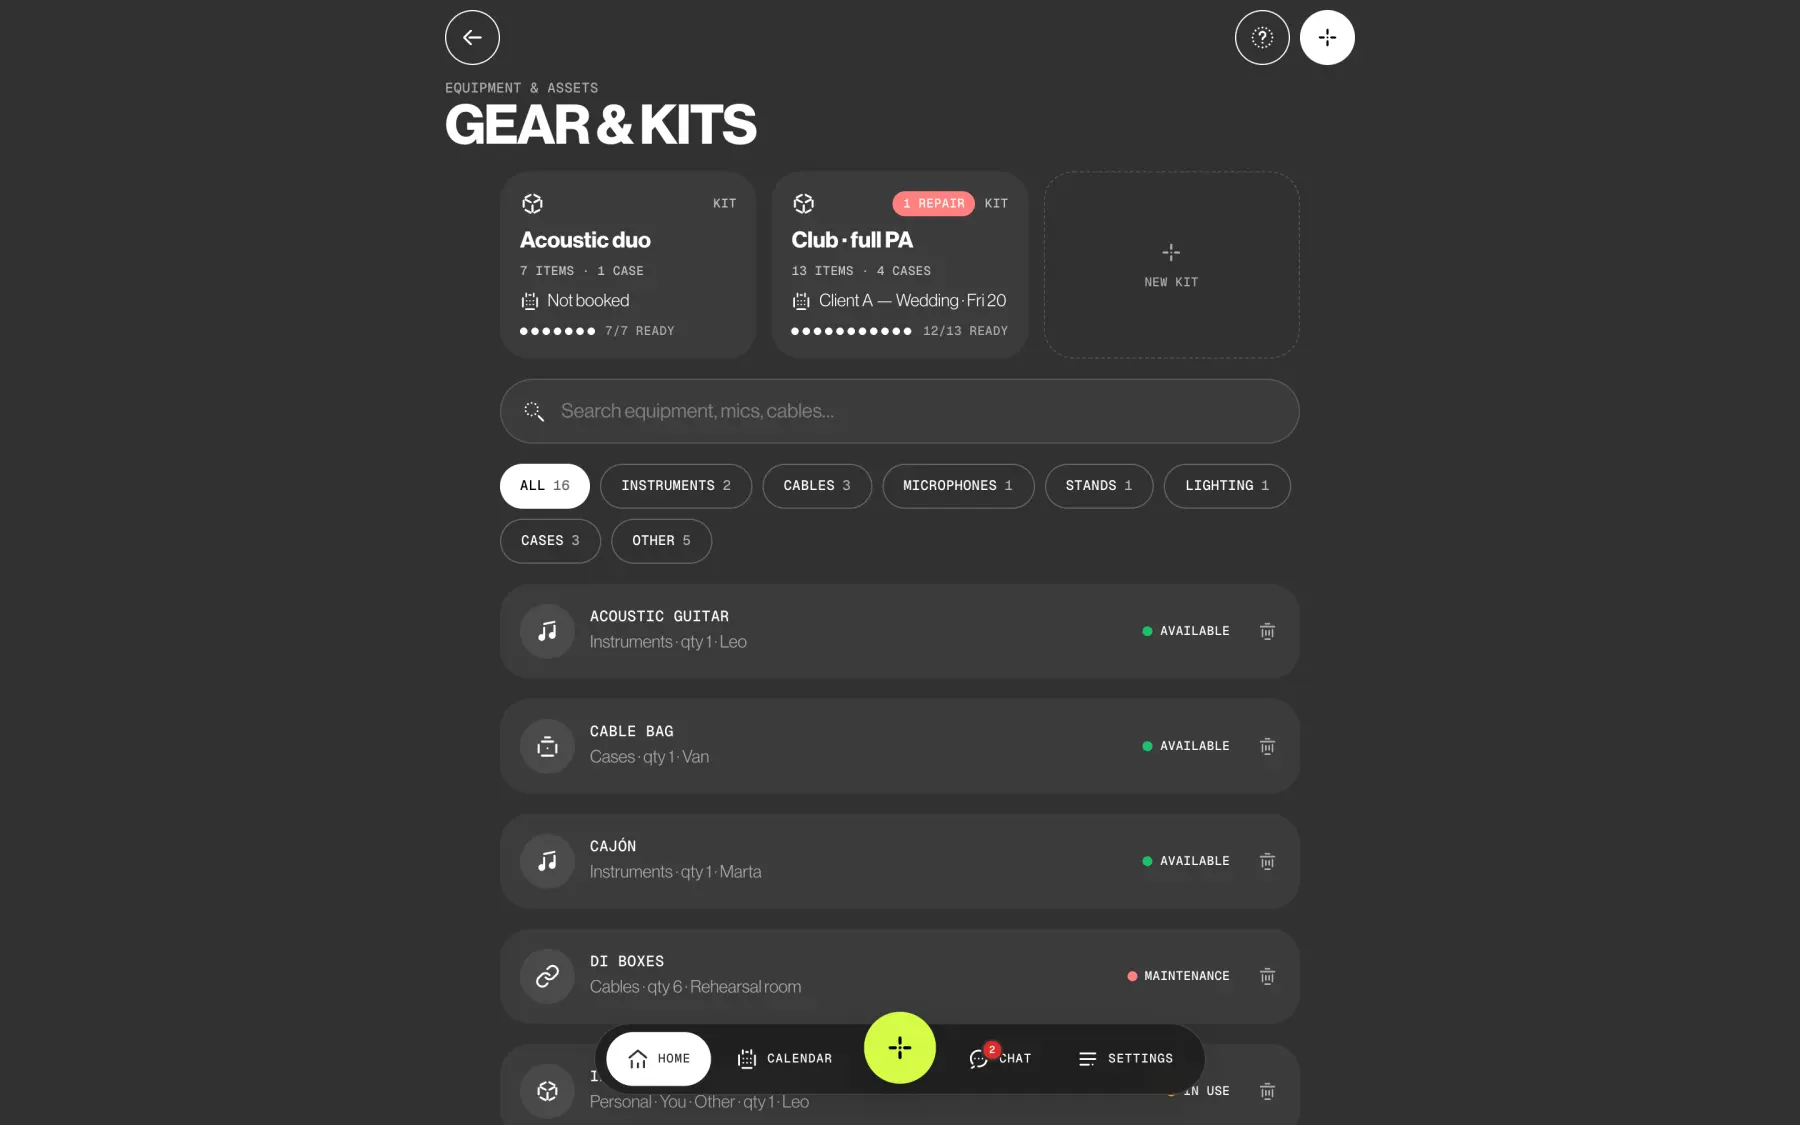 EQUIPMENT & ASSETS
GEAR & KITS
KIT
Acoustic duo
7 ITEMS · 1 CASE
Not booked
7/7 READY
1 REPAIR
KIT
Club · full PA
13 ITEMS · 4 CASES
Client A — Wedding · Fri 20
12/13 READY
NEW KIT
Search equipment, mics, cables...
ALL 16
INSTRUMENTS 2
CABLES 3
MICROPHONES 1
STANDS 1
LIGHTING 1
CASES 3
OTHER 5
ACOUSTIC GUITAR
Instruments · qty 1 · Leo
AVAILABLE
CABLE BAG
Cases · qty 1 · Van
AVAILABLE
CAJÓN
Instruments · qty 1 · Marta
AVAILABLE
DI BOXES
Cables · qty 6 · Rehearsal room
MAINTENANCE
Personal · You · Other · qty 1 · Leo
IN USE
HOME
CALENDAR
2
CHAT
SETTINGS